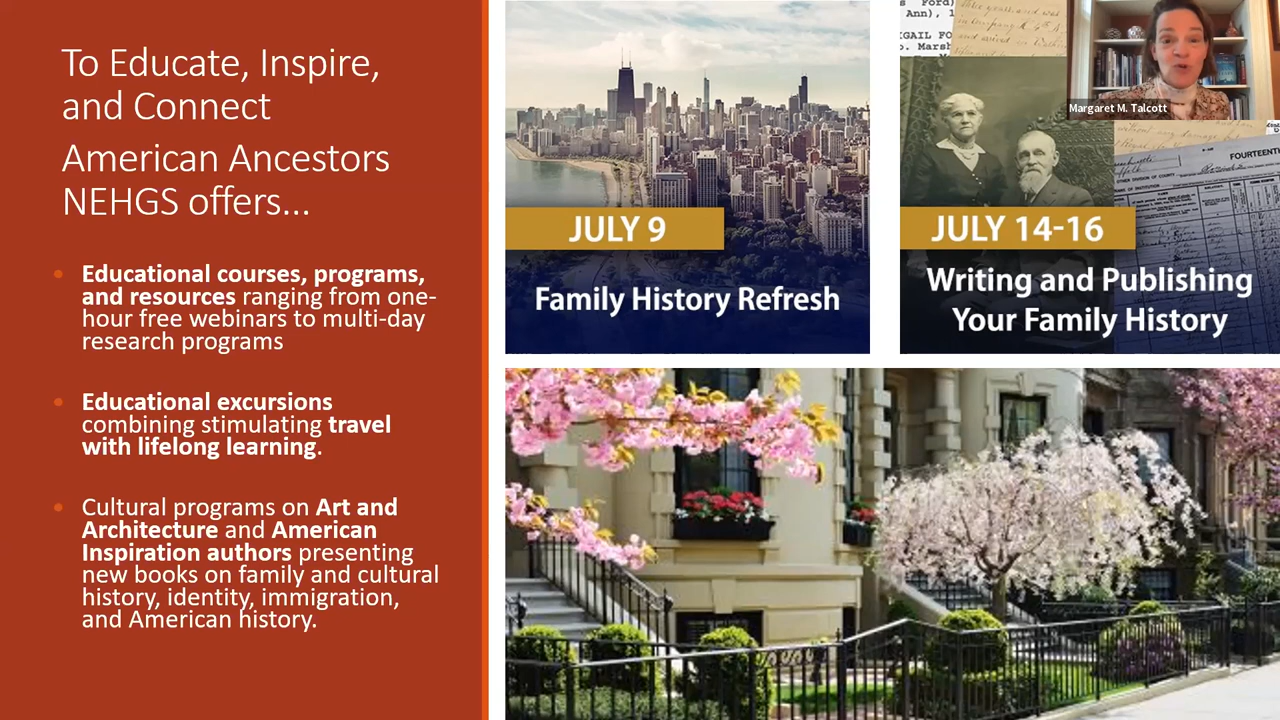 To Educate, Inspire,
and Connect
American Ancestors
NEHGS offers...
Educational courses, programs,
and resources ranging from one-
hour free webinars to multi-day
research programs
Educational excursions
combining stimulating travel
with lifelong learning.
Cultural programs on Art and
Architecture and American
Inspiration authors presenting
new books on family and cultural
history, identity, immigration,
and American history.
JULY 9
Family History Refresh
Ann), 1
JULY 14-16
Writing and Publishing
Your Family History
FOURTEENTH
Margaret M. Talcott